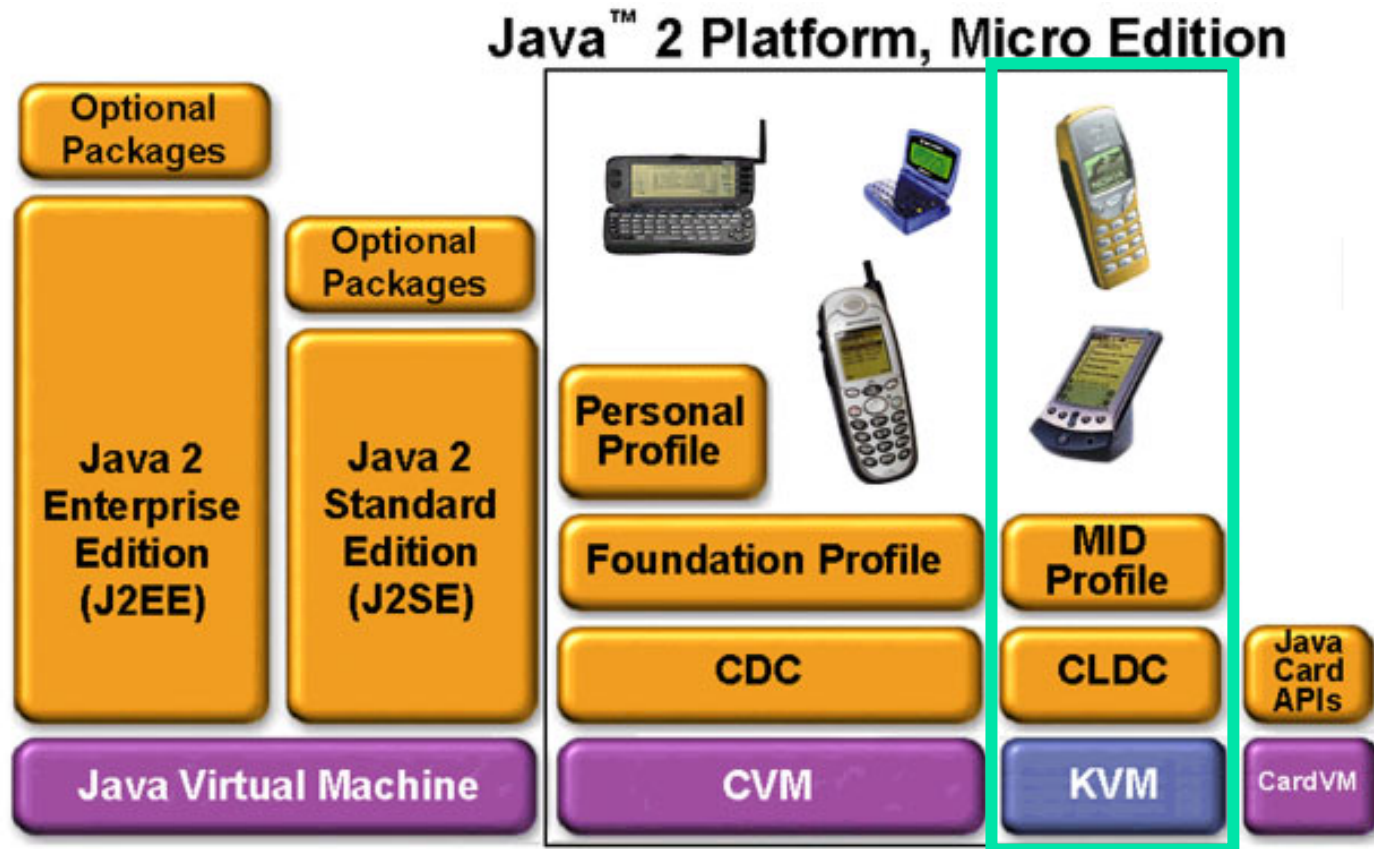 Java™ 2 Platform, Micro Edition
Optional
Packages
Optional
Packages
Java 2
Enterprise
Edition
(J2EE)
Java 2
Standard
Edition
(J2SE)
Personal
Profile
Foundation Profile
MID
Profile
CDC
CLDC
Java
Card
APIs
Java Virtual Machine
CVM
KVM
CardVM